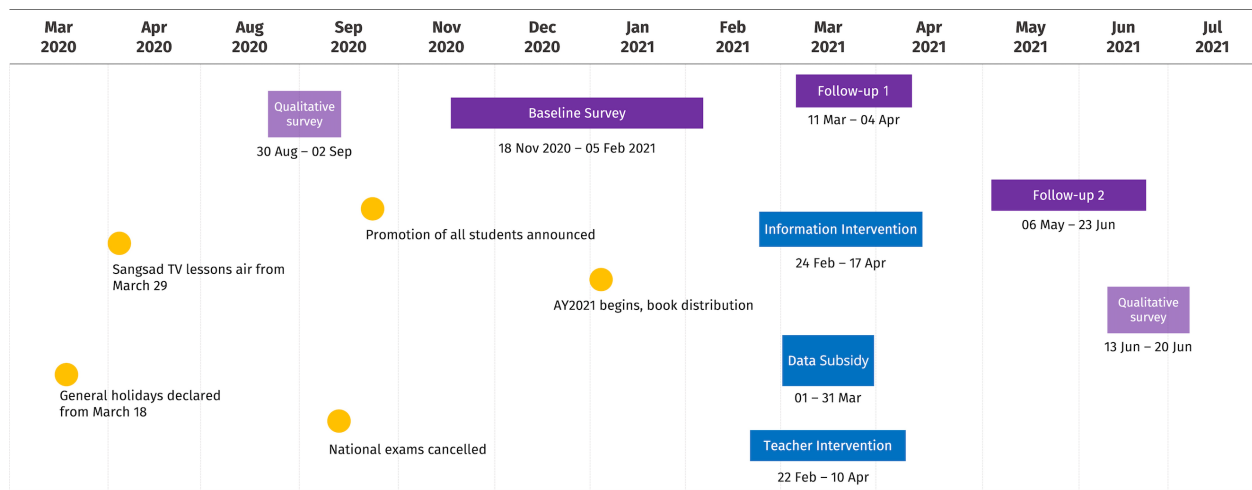 Mar 2020
Apr 2020
Aug 2020
Sep 2020
Nov 2020
Dec 2020
Jan 2021
Feb 2021
Mar 2021
Apr 2021
May 2021
Jun 2021
Jul 2021
Qualitative
survey
30 Aug – 02 Sep
Baseline Survey
18 Nov 2020 – 05 Feb 2021
Follow-up 1
11 Mar – 04 Apr
Follow-up 2
06 May – 23 Jun
Promotion of all students announced
Information Intervention
24 Feb – 17 Apr
Sangsad TV lessons air from
March 29
AY2021 begins, book distribution
Qualitative
survey
13 Jun – 20 Jun
Data Subsidy
01 – 31 Mar
General holidays declared
from March 18
National exams cancelled
Teacher Intervention
22 Feb – 10 Apr